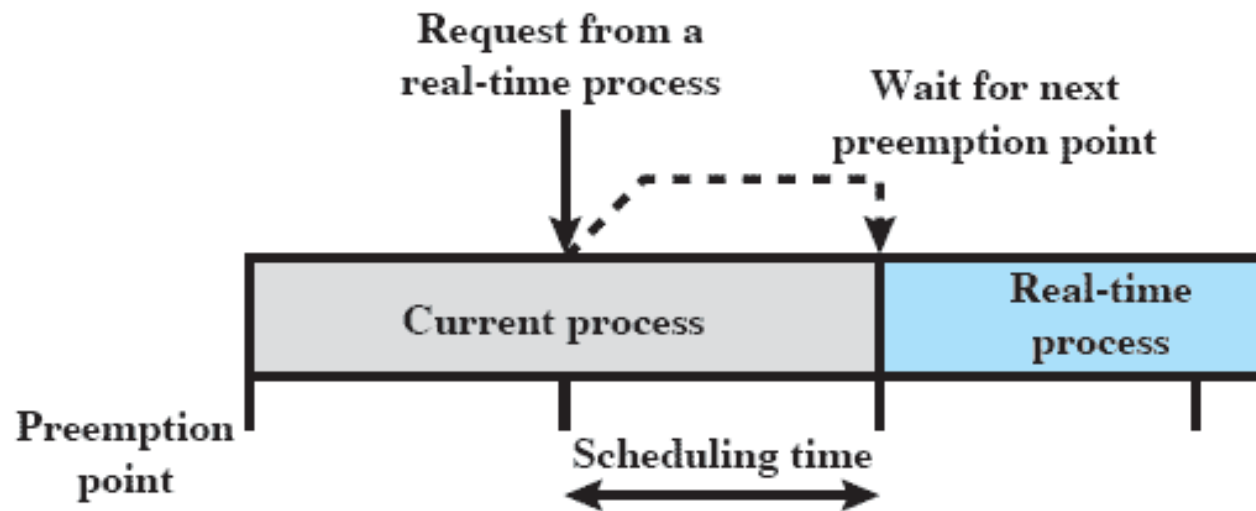 Request from a
real-time process
Wait for next
preemption point
Current process
Real-time
process
Preemption
point
Scheduling time